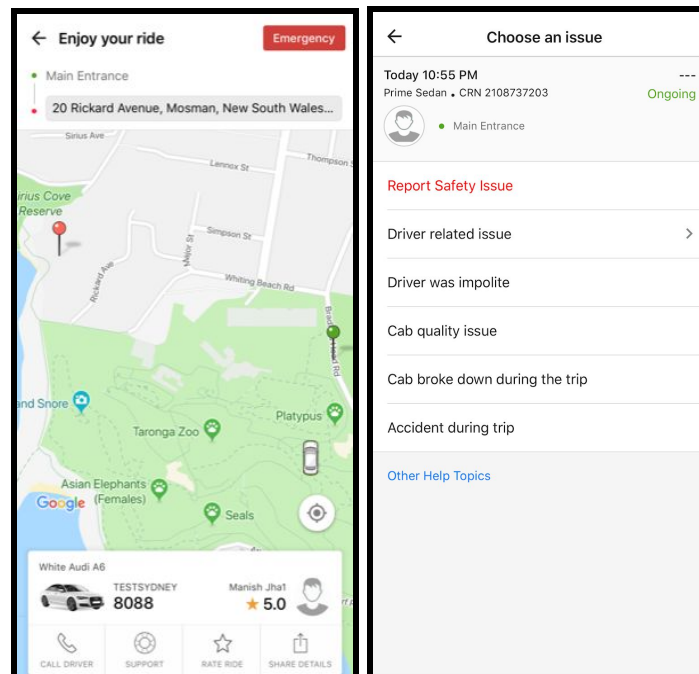 Enjoy your ride
Emergency
Main Entrance
20 Rickard Avenue, Mosman, New South Wales...
Sirius Ave
Lennox St
Thompson S
irius Cove
Reserve
Simpson St
Major St
Rickard Ave
Whiting Beach Rd
and Snore
Platypus
Taronga Zoo
Asian Elephants
(Females)
Google
Seals
White Audi A6
TESTSYDNEY
8088
Manish Jha1
5.0
CALL DRIVER
SUPPORT
RATE RIDE
SHARE DETAILS
Choose an issue
Today 10:55 PM
---
Prime Sedan • CRN 2108737203
Ongoing
Main Entrance
Report Safety Issue
Driver related issue
Driver was impolite
Cab quality issue
Cab broke down during the trip
Accident during trip
Other Help Topics